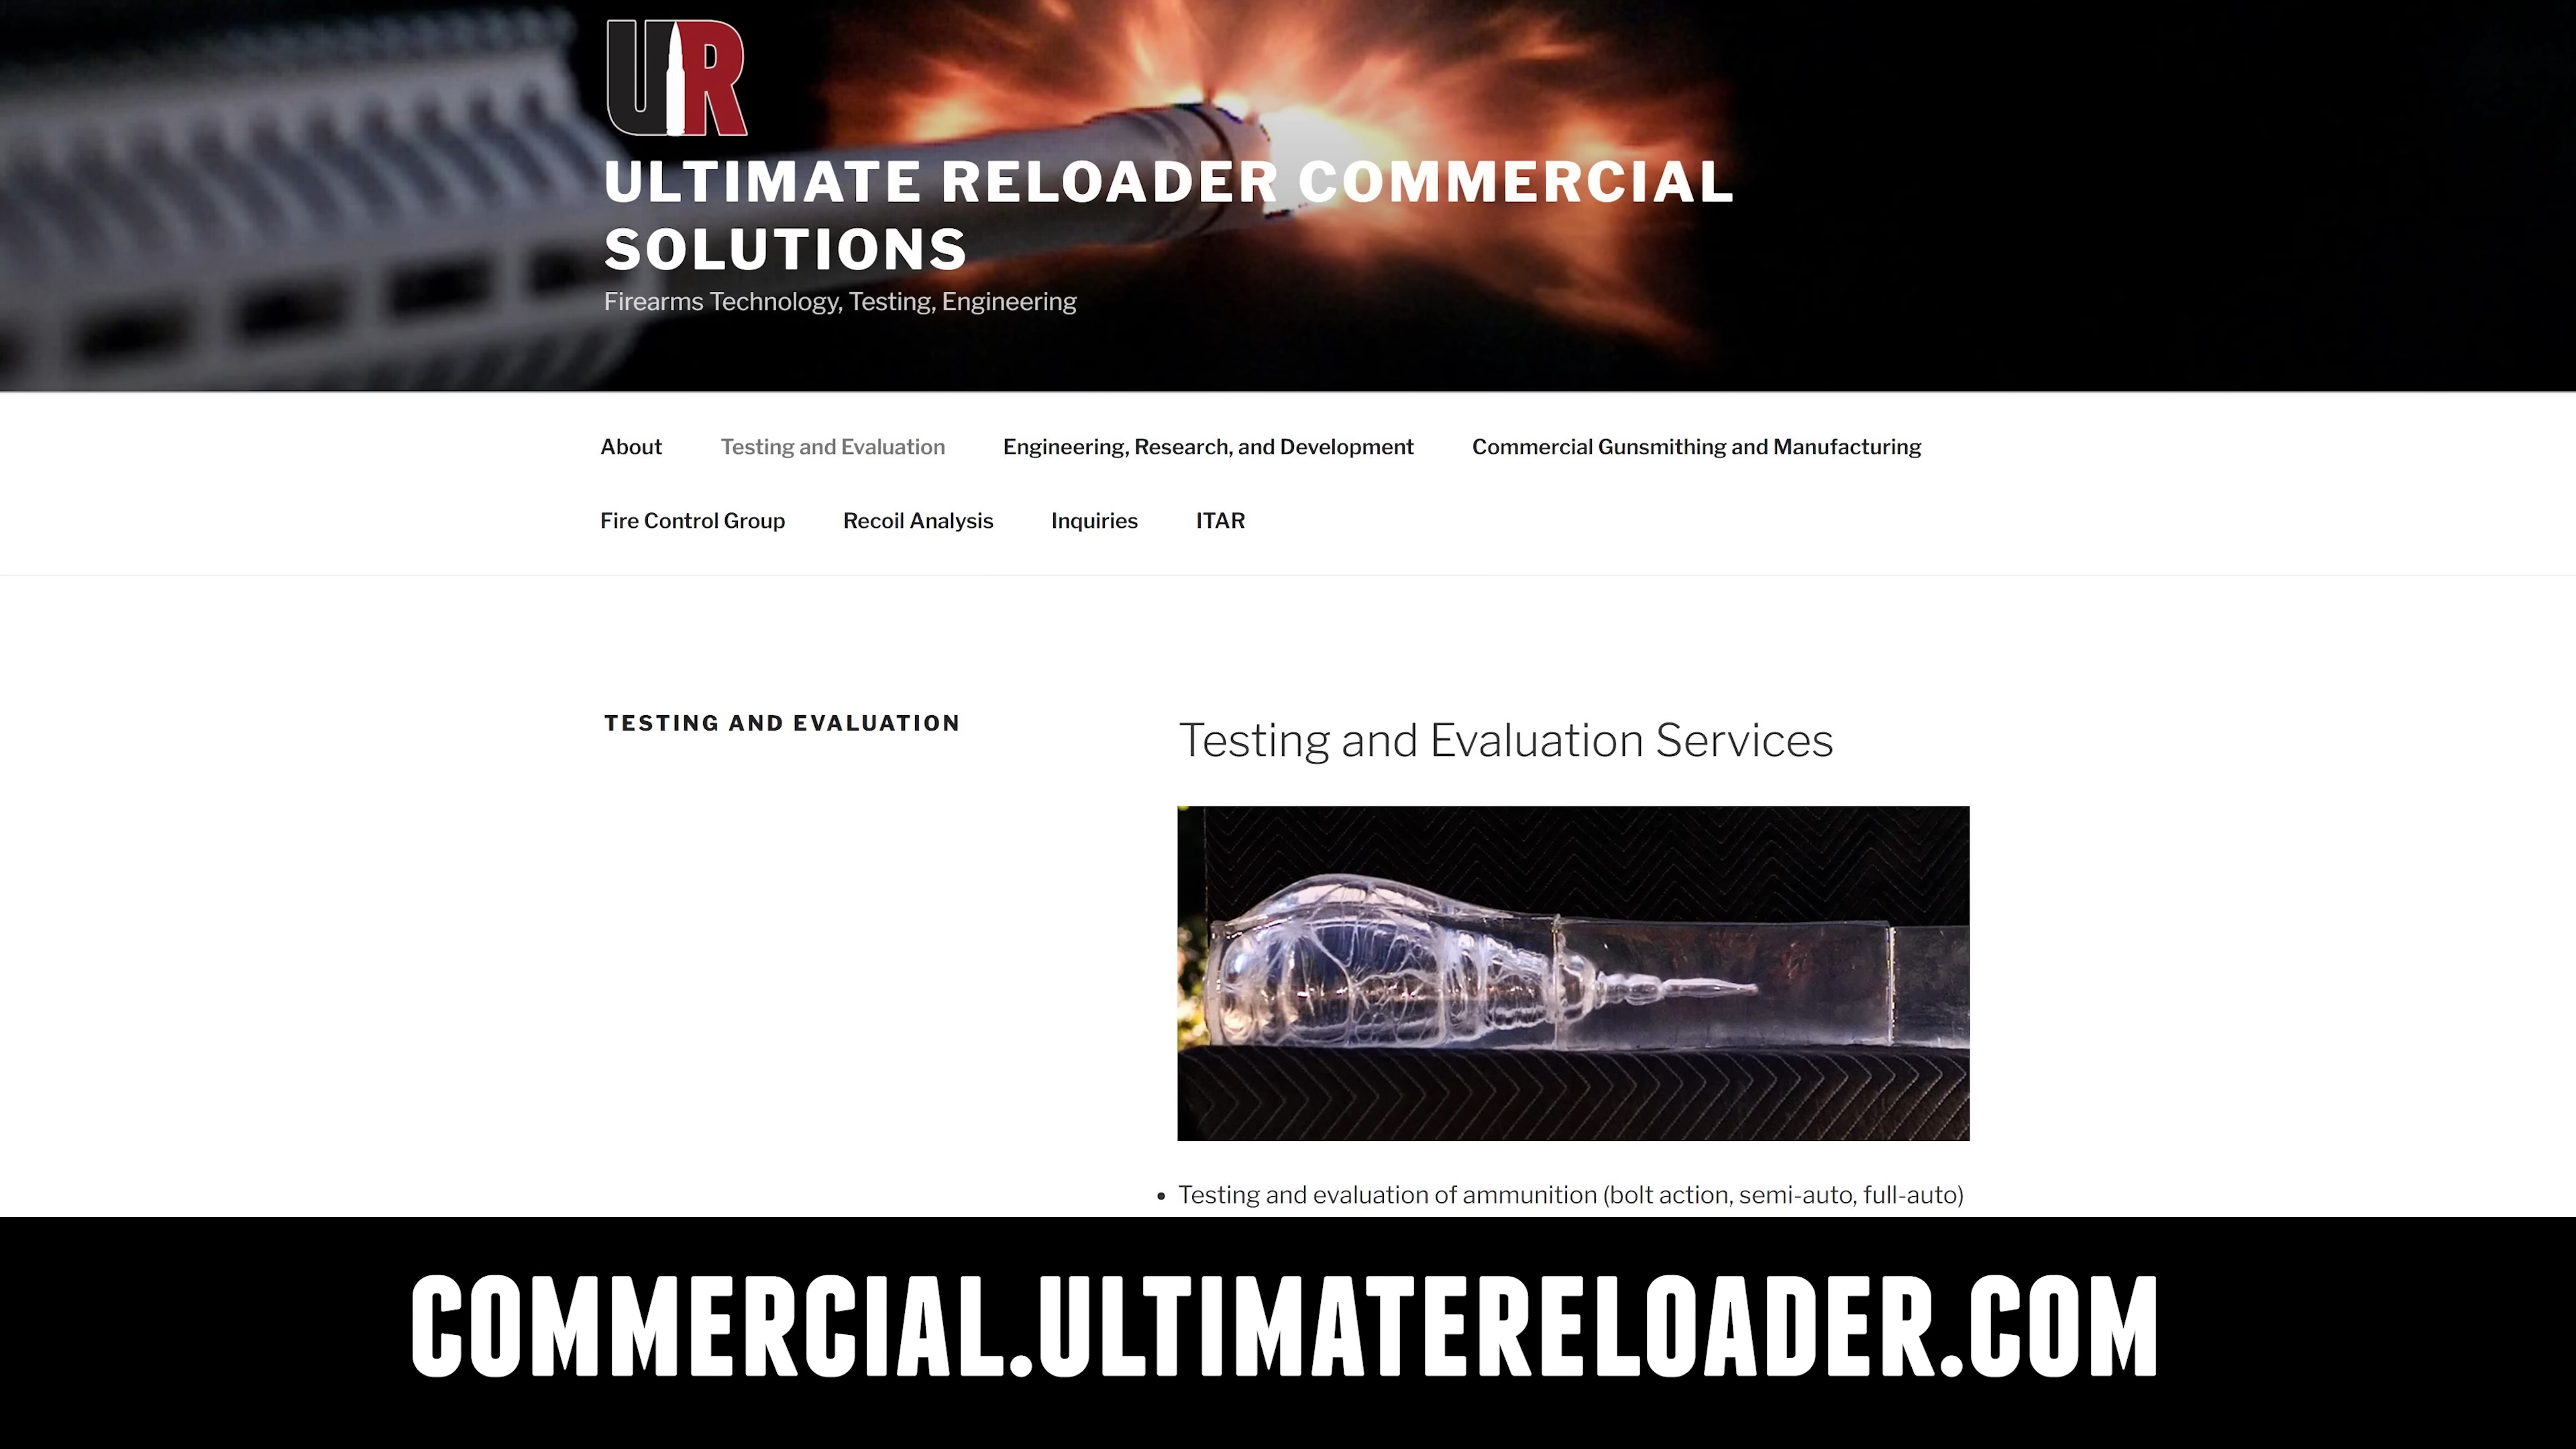 UR
ULTIMATE RELOADER COMMERCIAL
SOLUTIONS
Firearms Technology, Testing, Engineering
About Testing and Evaluation Engineering, Research, and Development Commercial Gunsmithing and Manufacturing
Fire Control Group Recoil Analysis Inquiries ITAR
TESTING AND EVALUATION
Testing and Evaluation Services
• Testing and evaluation of ammunition (bolt action, semi-auto, full-auto)
COMMERCIAL.ULTIMATERELOADER.COM